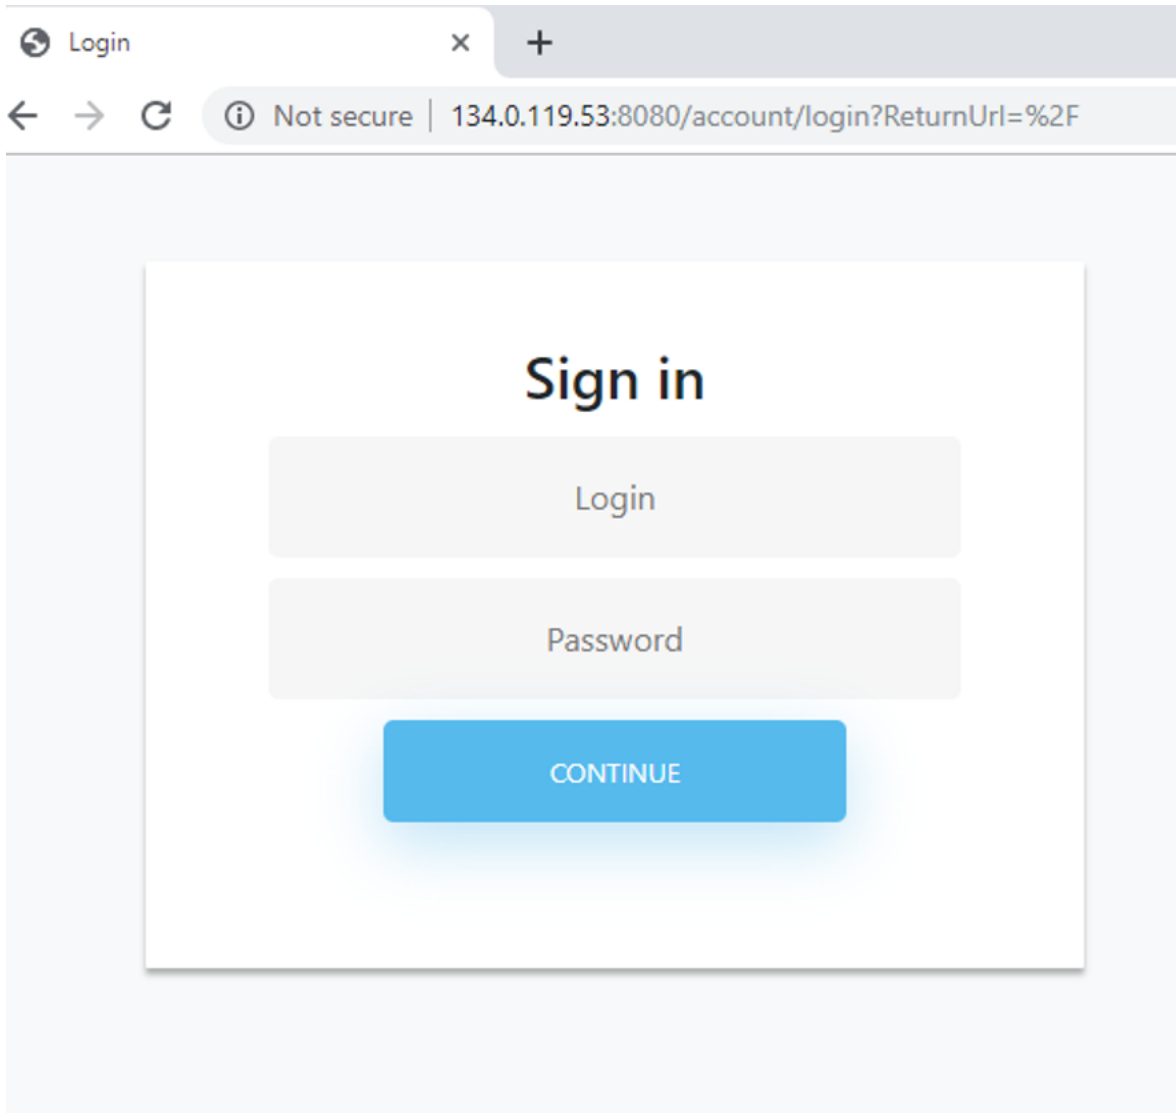 Login
Not secure 134.0.119.53:8080/account/login?ReturnUrl=%2F
Sign in
Login
Password
CONTINUE